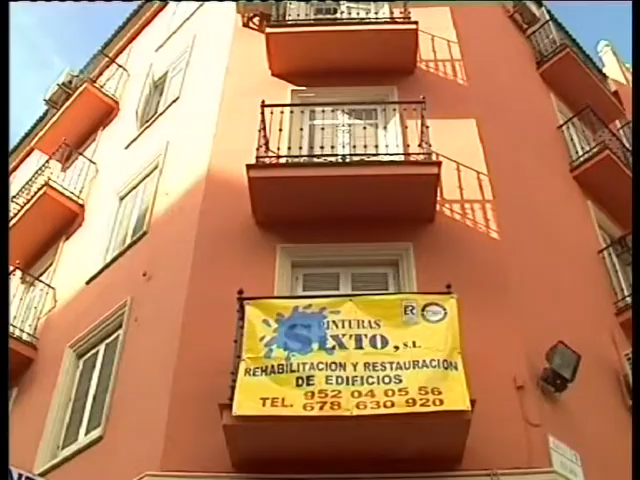 PINTURAS
SIXTO, S.L.
REHABILITACION Y RESTAURACION
DE EDIFICIOS
952 04 05 56
TEL. 678 630 920